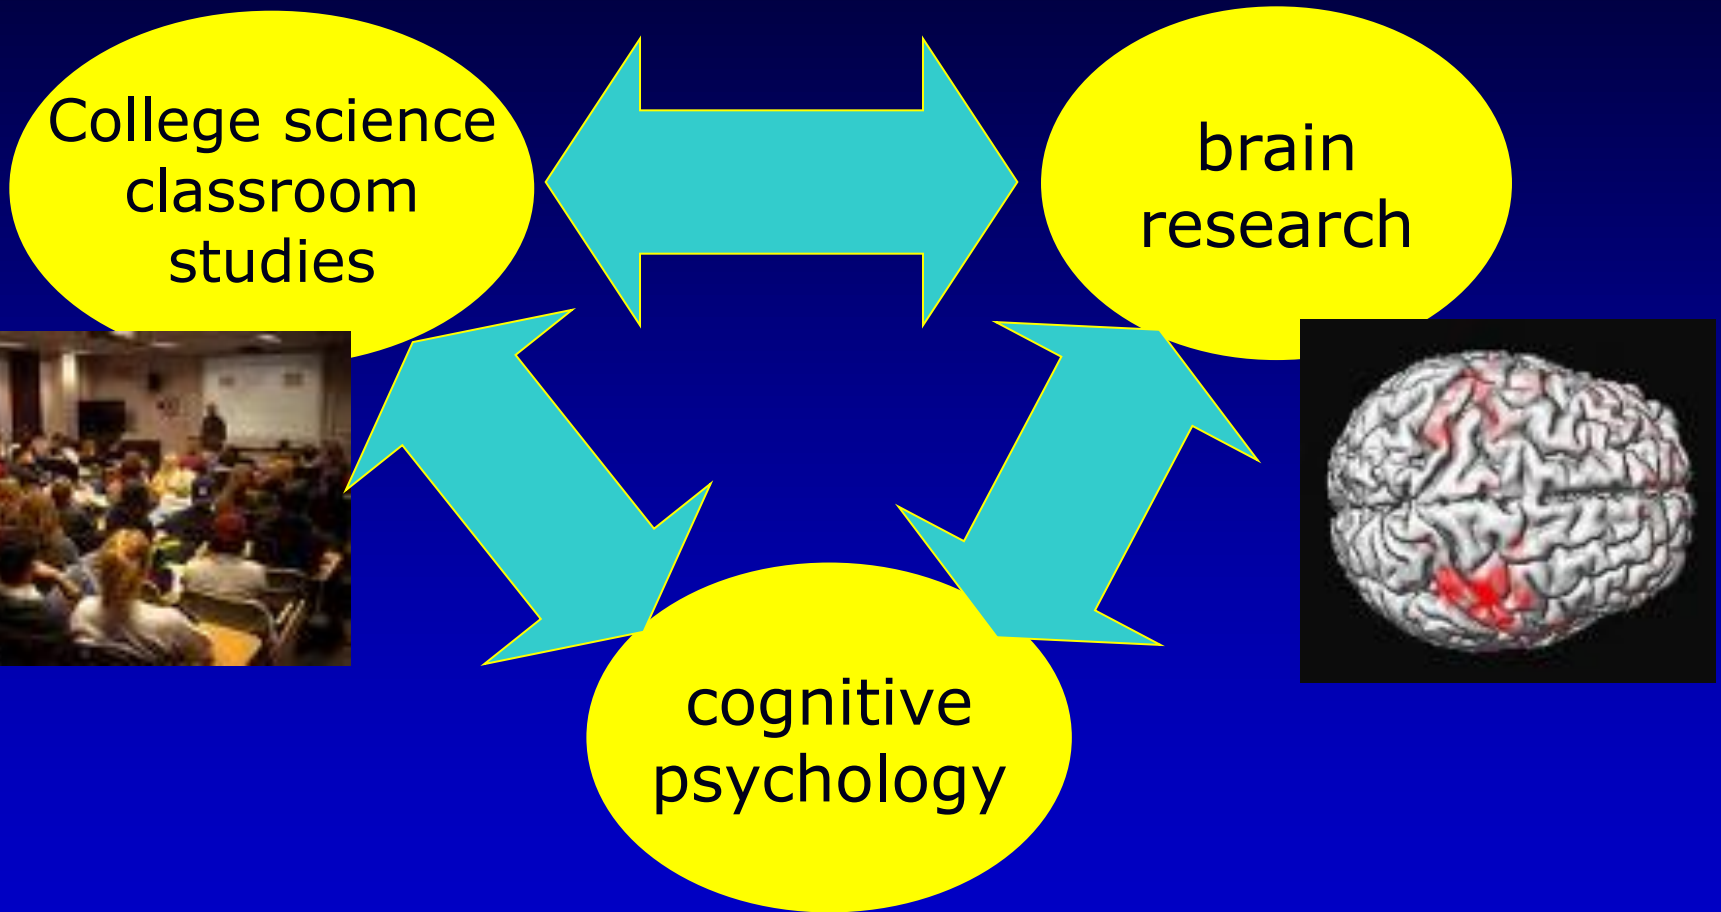 College science
classroom
studies
brain
research
cognitive
psychology